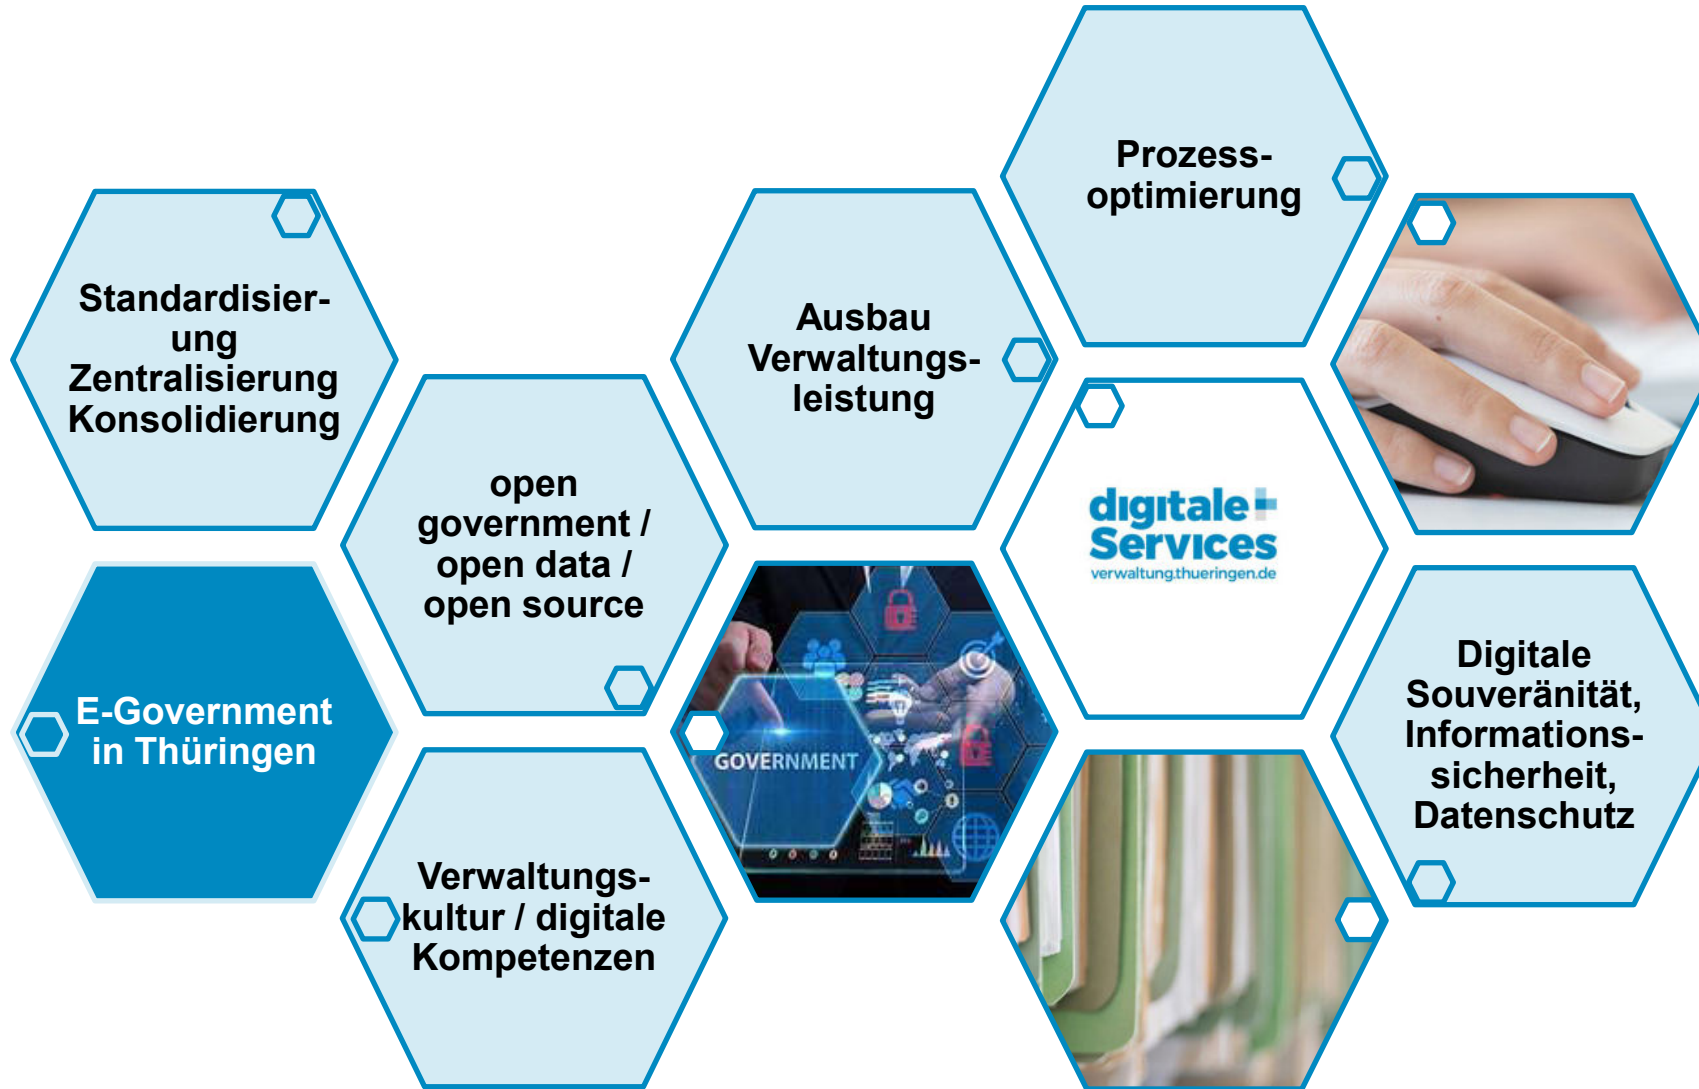 Standardisier-
ung
Zentralisierung
Konsolidierung
E-Government
in Thüringen
open
government /
open data /
open source
Verwaltungs-
kultur / digitale
Kompetenzen
Ausbau
Verwaltungs-
leistung
GOVERNMENT
Prozess-
optimierung
digitale
Services
verwaltung.thueringen.de
Digitale
Souveränität,
Informations-
sicherheit,
Datenschutz